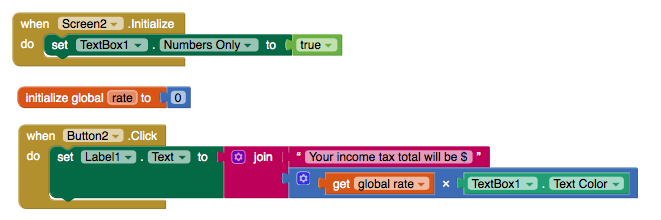 when Screen2 .Initialize
do set TextBox1 . Numbers Only to true
initialize global rate to 0
when Button2 .Click
do set Label1 . Text to join “ Your income tax total will be $ ”
get global rate × TextBox1 . Text Color